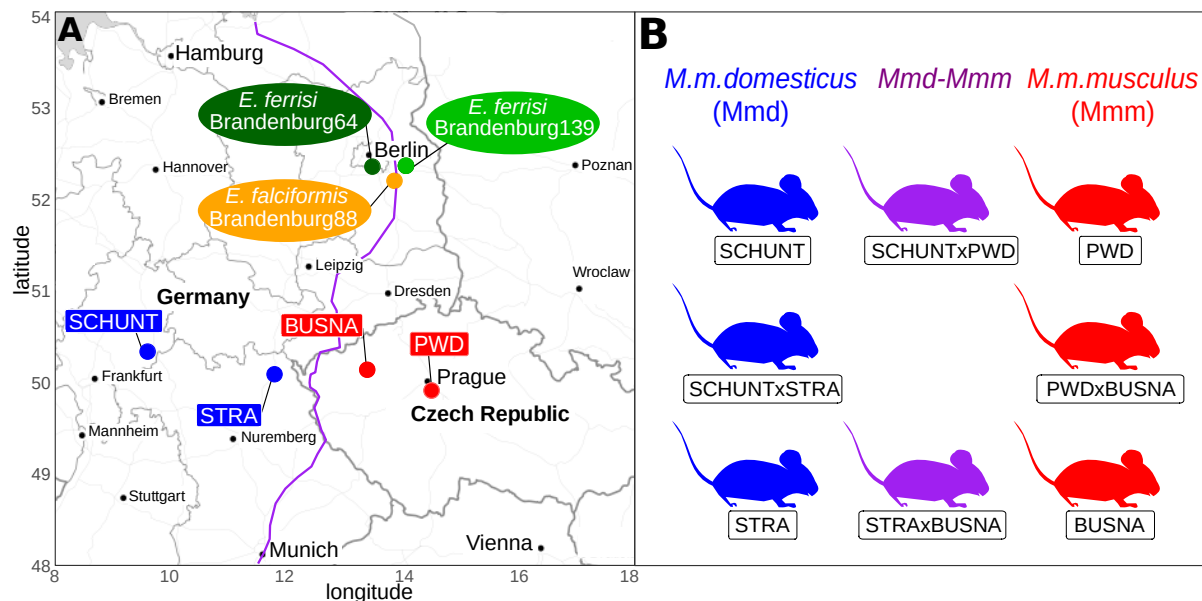 A
54
53
52
51
50
49
48
latitude
8
10
12
14
16
18
longitude
Hamburg
Bremen
E. ferrisi
Brandenburg64
E. ferrisi
Brandenburg139
Berlin
Hannover
Poznan
E. falciformis
Brandenburg88
Leipzig
Wroclaw
Dresden
Germany
SCHUNT
BUSNA
PWD
Frankfurt
Prague
STRA
Czech Republic
Mannheim
Nuremberg
Stuttgart
Munich
Vienna
B
M.m.domesticus
(Mmd)
Mmd-Mmm
M.m.musculus
(Mmm)
SCHUNT
SCHUNTxPWD
PWD
SCHUNTxSTRA
PWDxBUSNA
STRA
STRAxBUSNA
BUSNA